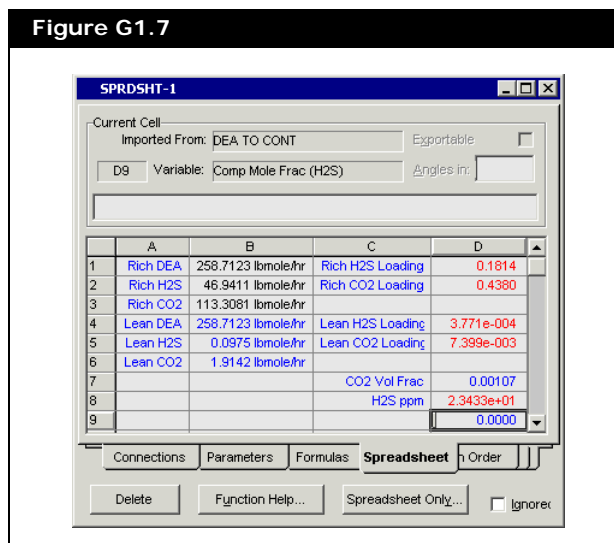 Figure G1.7
SPRDSHT-1
Current Cell
Imported From: DEA TO CONT Exportable
D9 Variable: Comp Mole Frac (H2S) Angles in:
A B C D
1 Rich DEA 258.7123 lbmole/hr Rich H2S Loading 0.1814
2 Rich H2S 46.9411 lbmole/hr Rich CO2 Loading 0.4380
3 Rich CO2 113.3081 lbmole/hr
4 Lean DEA 258.7123 lbmole/hr Lean H2S Loading 3.771e-004
5 Lean H2S 0.0975 lbmole/hr Lean CO2 Loading 7.399e-003
6 Lean CO2 1.9142 lbmole/hr
7 CO2 Vol Frac 0.00107
8 H2S ppm 2.3433e+01
9 0.0000
Connections Parameters Formulas Spreadsheet n Order
Delete Function Help... Spreadsheet Only... Ignored